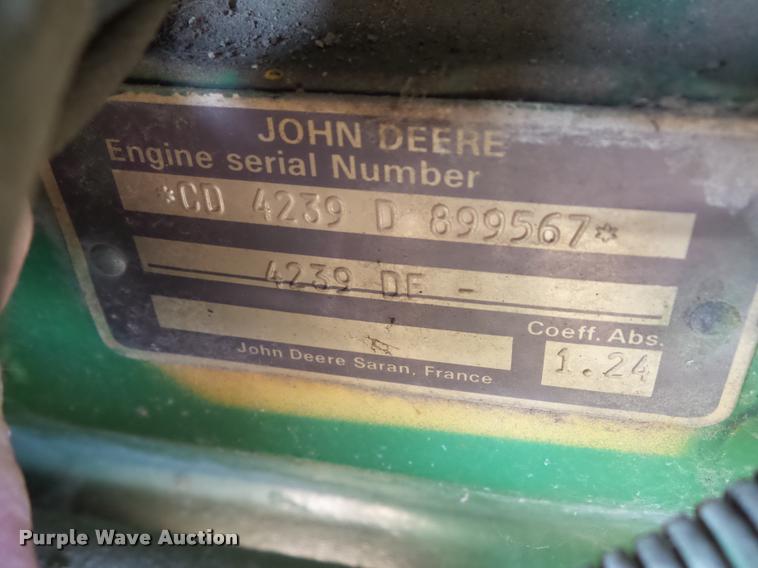 JOHN DEERE
Engine serial Number
*CD 4239 D 899567*
4239 DE -
Coeff. Abs.
1.24
John Deere Saran, France
Purple Wave Auction